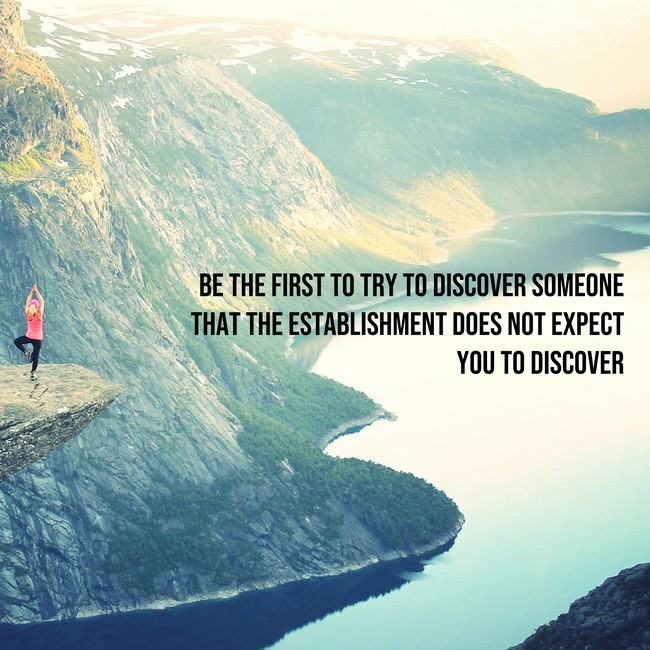 BE THE FIRST TO TRY TO DISCOVER SOMEONE
THAT THE ESTABLISHMENT DOES NOT EXPECT
YOU TO DISCOVER